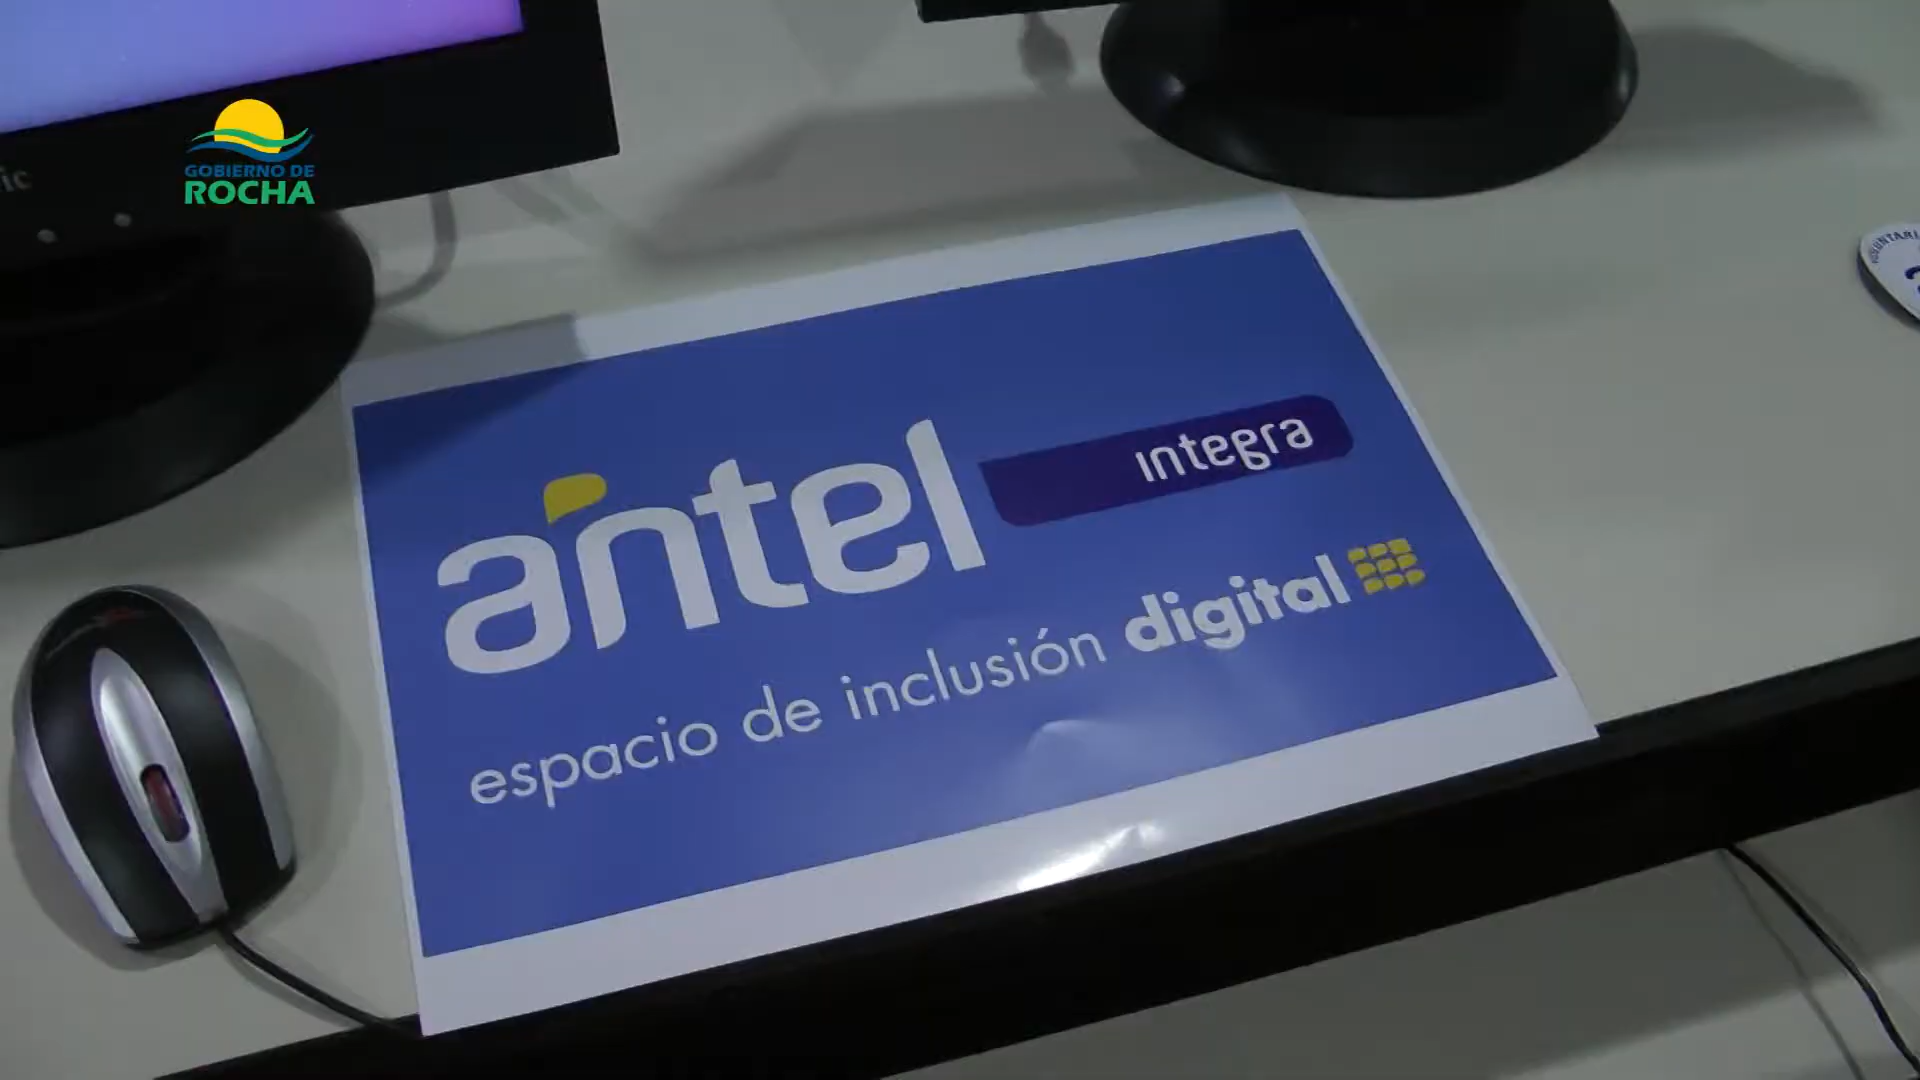 GOBIERNO DE
ROCHA
antel
integra
espacio de inclusión digital